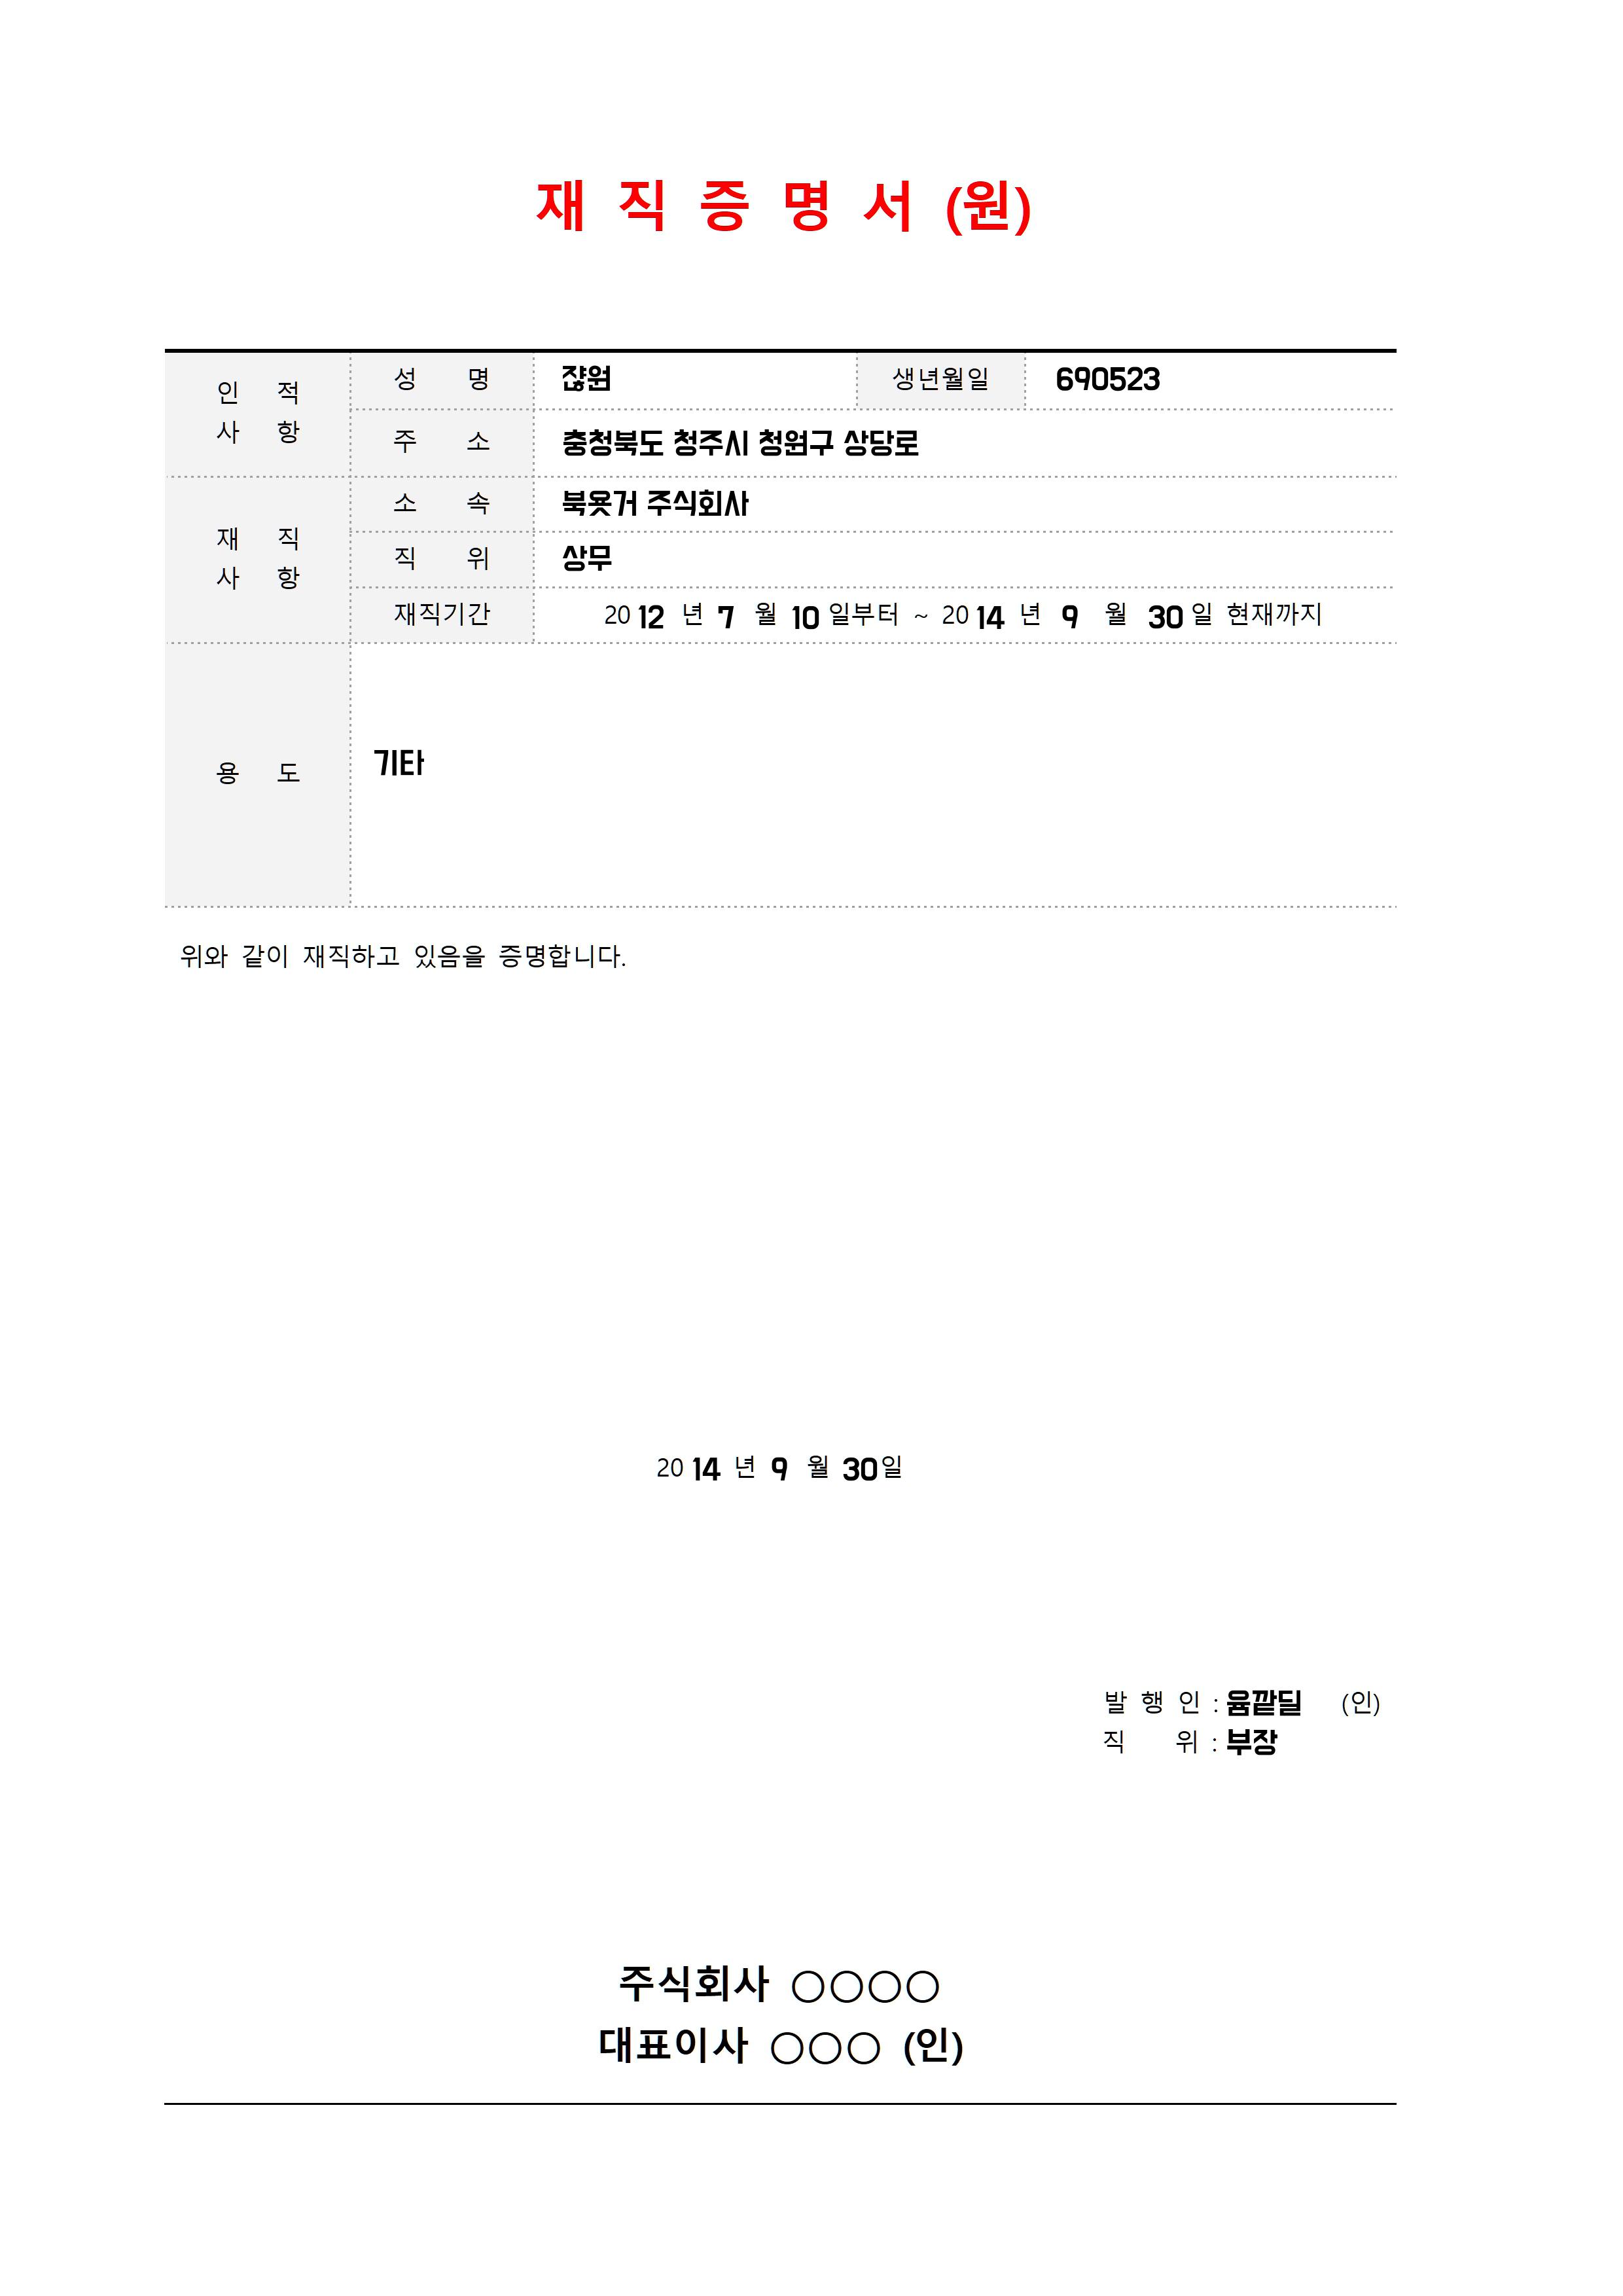 재 직 증 명 서 (원)
인 적 사 항
성 명 쟎원 생년월일 690523
주 소 충청북도 청주시 청원구 상당로
재 직 사 항
소 속 북욧거 주식회사
직 위 상무
재직기간 2012 년 7 월 10 일부터 ~ 2014 년 9 월 30 일 현재까지
용 도 기타
위와 같이 재직하고 있음을 증명합니다.
2014 년 9 월 30일
발 행 인 : 윰깥딜 (인)
직 위 : 부장
주식회사 ○○○○
대표이사 ○○○ (인)